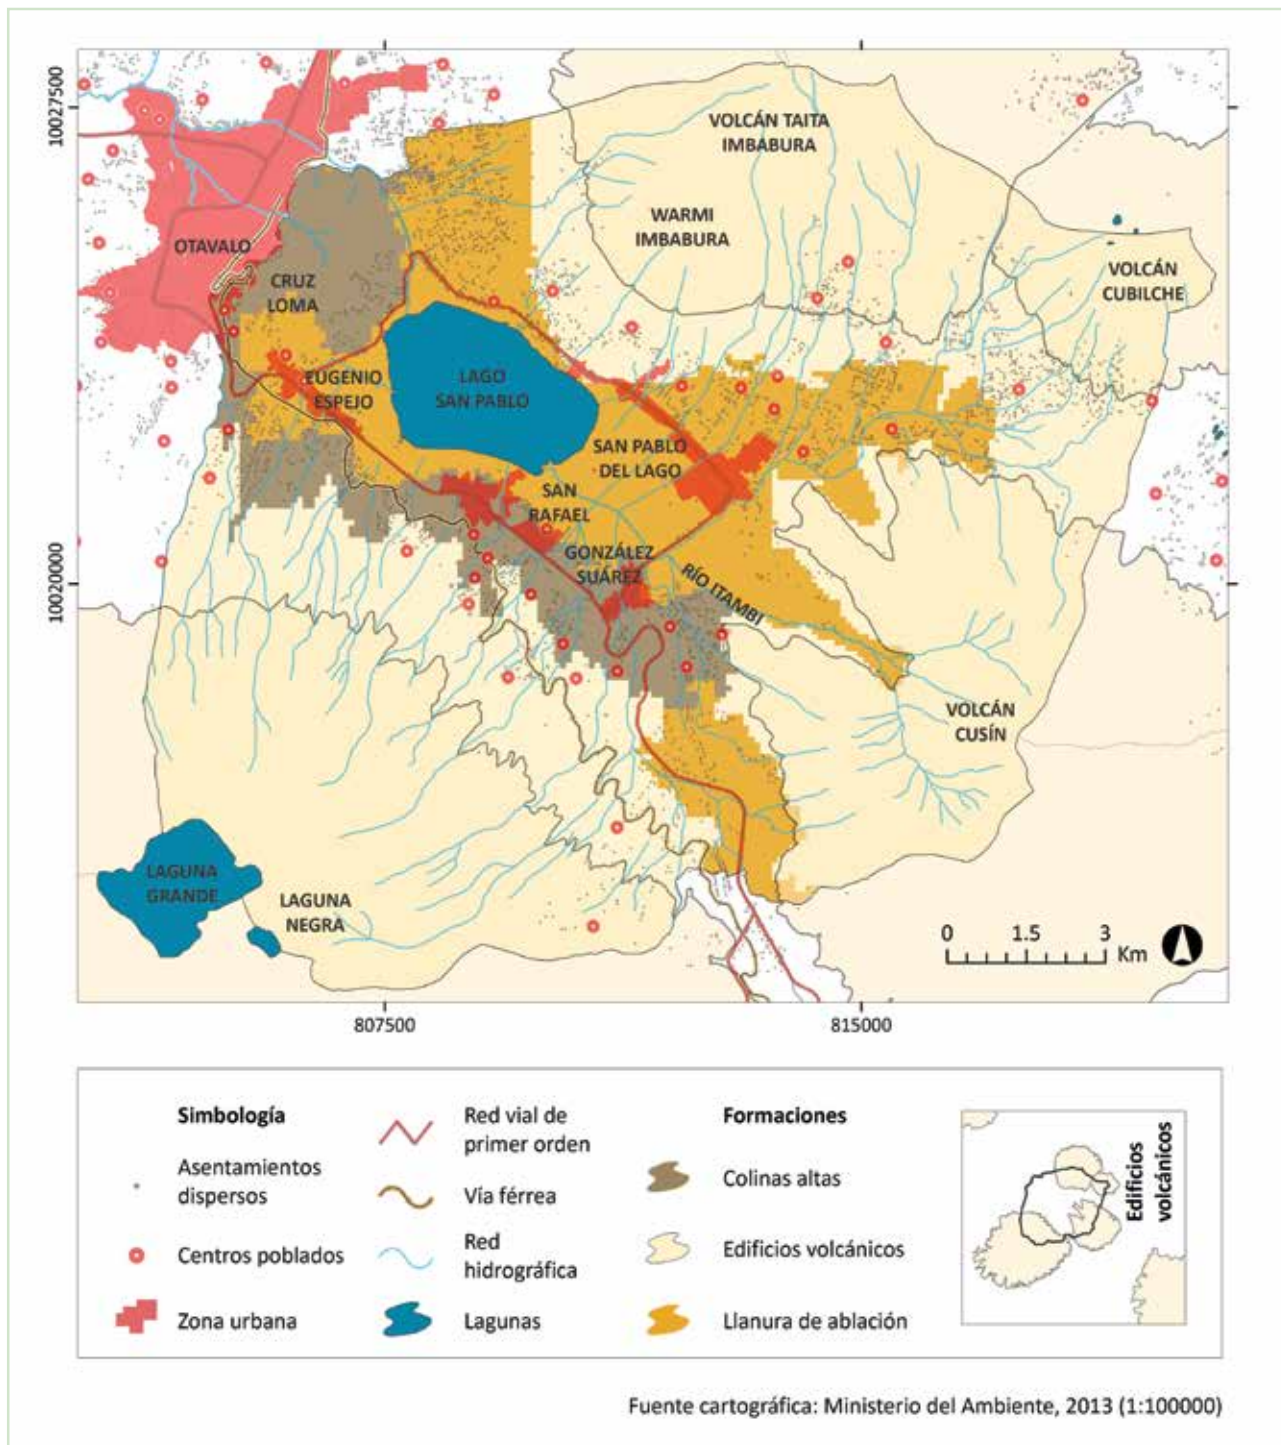 10027500
10020000
VOLCÁN TAITA
IMBABURA
WARMI
IMBABURA
OTAVALO
CRUZ
LOMA
VOLCÁN
CUBILCHE
EUGENIO
ESPEJO
LAGO
SAN PABLO
SAN PABLO
DEL LAGO
SAN
RAFAEL
GONZÁLEZ
SUÁREZ
RÍO ITAMBI
VOLCÁN
CUSÍN
LAGUNA
GRANDE
LAGUNA
NEGRA
0 1.5 3
Km
807500
815000
Simbología
Asentamientos
dispersos
Centros poblados
Zona urbana
Red vial de
primer orden
Vía férrea
Red
hidrográfica
Lagunas
Formaciones
Colinas altas
Edificios volcánicos
Llanura de ablación
Edificios
volcánicos
Fuente cartográfica: Ministerio del Ambiente, 2013 (1:100000)